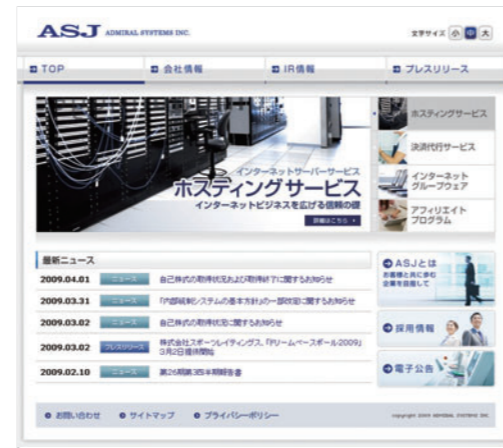 ASJ ADMIRAL SYSTEMS INC.
文字サイズ 小 中 大
TOP 会社情報 IR情報 プレスリリース
インターネットサーバーサービス
ホスティングサービス
インターネットビジネスを広げる信頼の礎
詳細はこちら
ホスティングサービス
決済代行サービス
インターネット
グループウェア
アフィリエイト
プログラム
最新ニュース
2009.04.01 ニュース 自己株式の取得状況および取得終了に関するお知らせ
2009.03.31 ニュース 「内部統制システムの基本方針」の一部改定に関するお知らせ
2009.03.02 ニュース 自己株式の取得状況に関するお知らせ
2009.03.02 プレスリリース 株式会社スポーツレイティングス、「ドリームベースボール2009」
3月2日提供開始
2009.02.10 ニュース 第26期第3四半期報告書
ASJとは
お客様と共に歩む
企業を目指して
採用情報
電子公告
お問い合わせ サイトマップ プライバシーポリシー
copyright 2009 ADMIRAL SYSTEMS INC